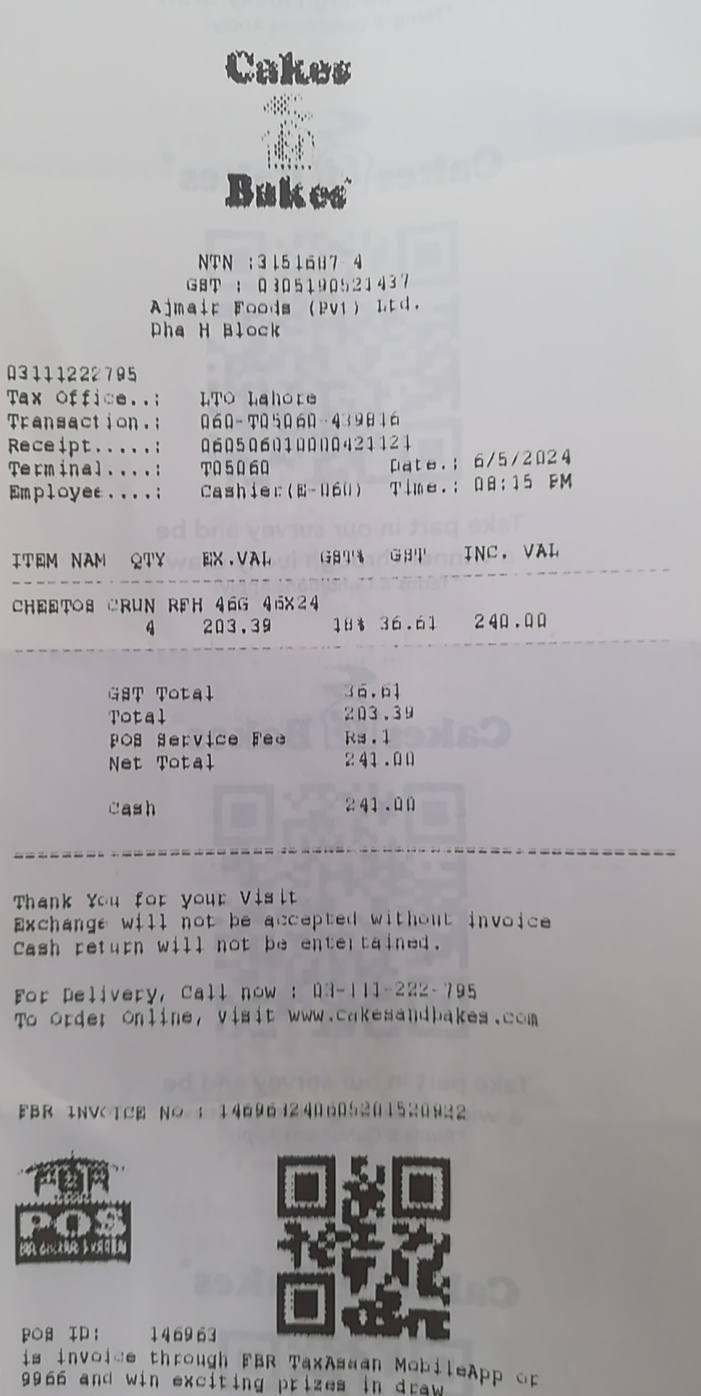 Cakes
Bakes
NTN :3151687 4
GST : 0305190521437
Ajmair Foods (Pvt) Ltd.
Dha H Block
03111222795
Tax Office..: LTO Lahore
Transaction.: 060-T05060-439816
Receipt.....: 0605060100000421121
Terminal....: T05060 Date.: 6/5/2024
Employee....: Cashier(E-060) Time.: 08:15 PM
ITEM NAM QTY EX.VAL GST% GST INC. VAL
CHEETOS CRUN RFH 46G 46X24
4 203.39 18% 36.61 240.00
GST Total 36.61
Total 203.39
POS Service Fee Rs.1
Net Total 241.00
Cash 241.00
Thank You for your Visit
Exchange will not be accepted without invoice
Cash return will not be entertained.
For Delivery, Call now : 03-111-222-795
To Order Online, visit www.cakesandbakes.com
FBR INVOICE No :
FBR
POS
POS ID: 146963
is invoice through FBR TaxAsaan MobileApp or
9966 and win exciting prizes in draw